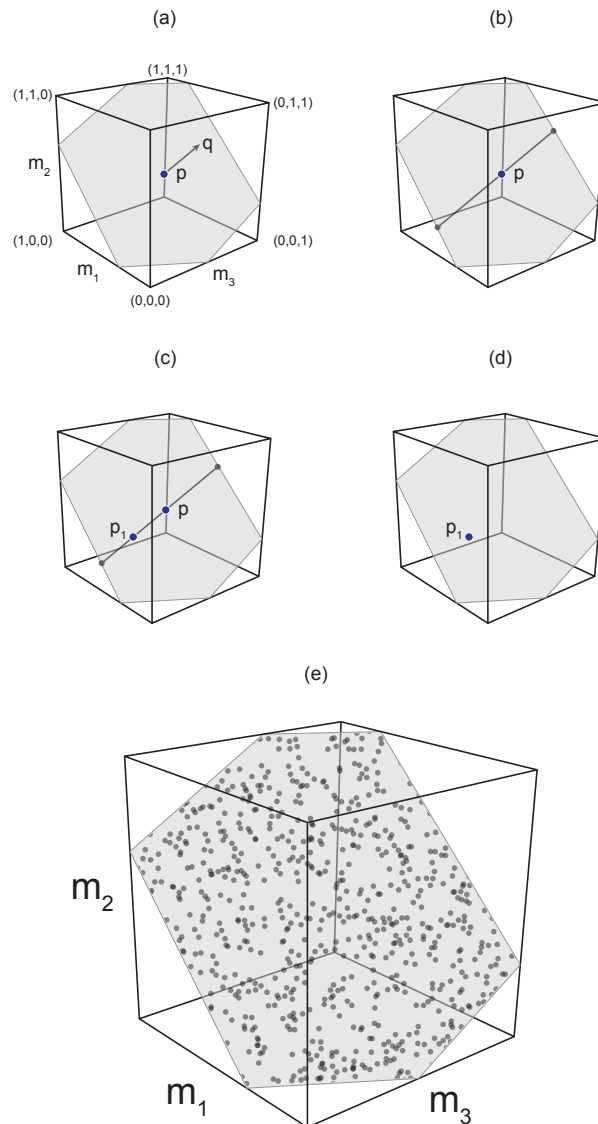 (a)
(b)
(1,1,1)
(1,1,0)
(0,1,1)
q
m2
p
p
(1,0,0)
(0,0,1)
m1
m3
(0,0,0)
(c)
(d)
p1
p
p1
(e)
m2
m1
m3